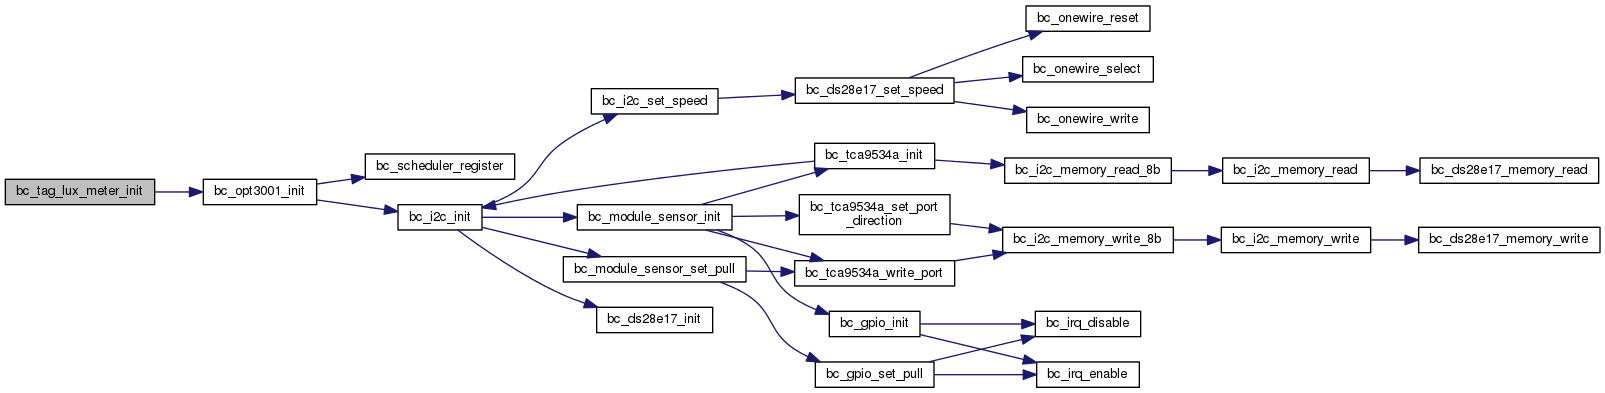 bc_tag_lux_meter_init
bc_opt3001_init
bc_scheduler_register
bc_i2c_init
bc_i2c_set_speed
bc_module_sensor_init
bc_module_sensor_set_pull
bc_ds28e17_init
bc_ds28e17_set_speed
bc_tca9534a_init
bc_tca9534a_set_port
_direction
bc_tca9534a_write_port
bc_gpio_init
bc_gpio_set_pull
bc_onewire_reset
bc_onewire_select
bc_onewire_write
bc_i2c_memory_read_8b
bc_i2c_memory_write_8b
bc_irq_disable
bc_irq_enable
bc_i2c_memory_read
bc_i2c_memory_write
bc_ds28e17_memory_read
bc_ds28e17_memory_write